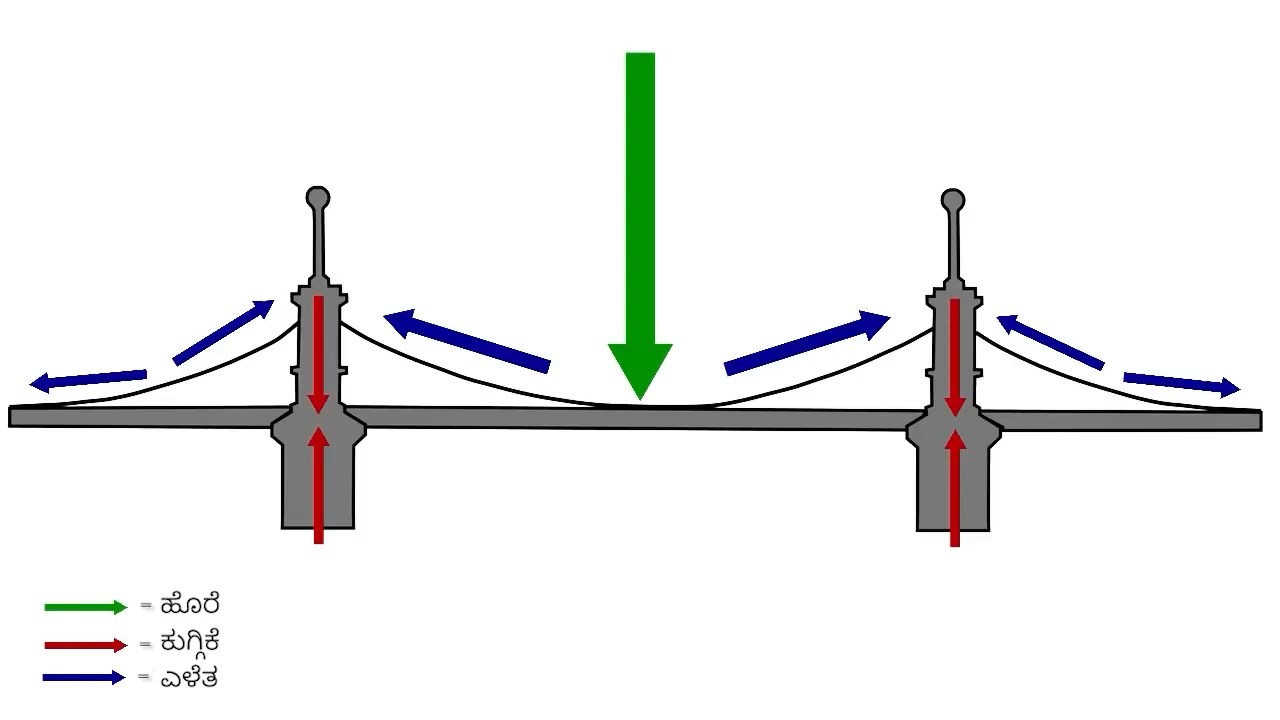 = ಹೊರೆ
= ಕುಗ್ಗಿಕೆ
= ಎಳೆತ